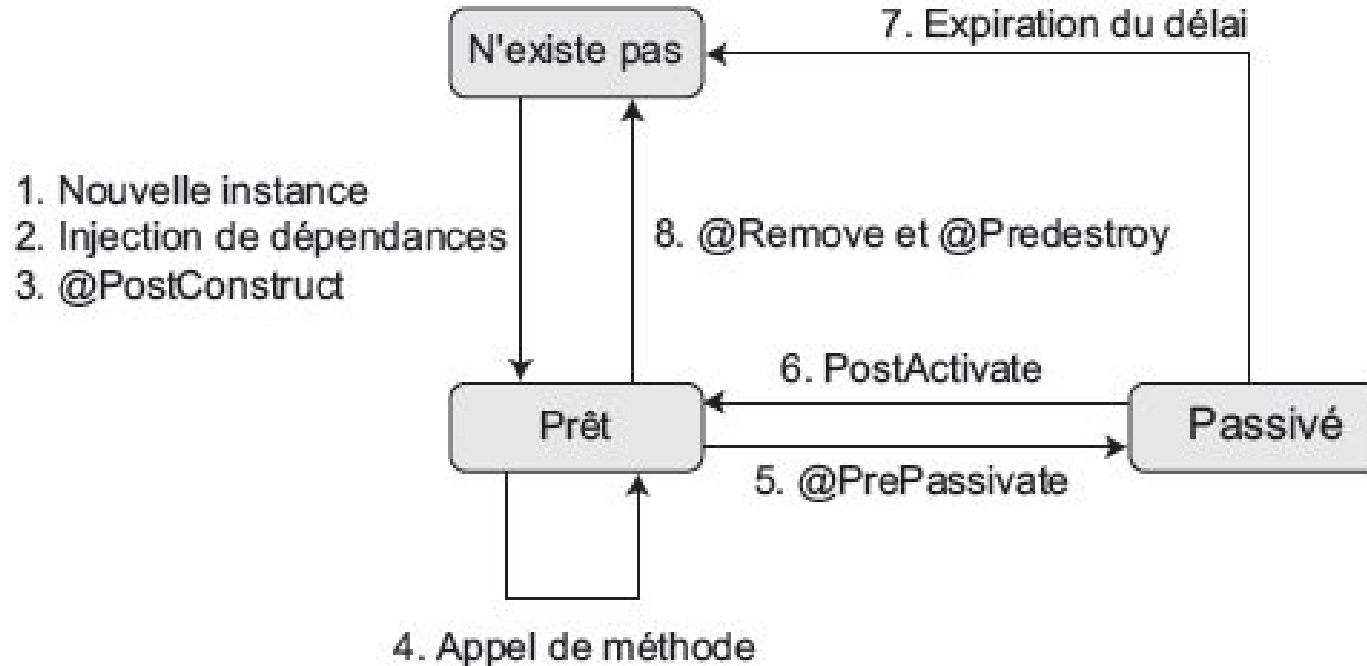 7. Expiration du délai
N'existe pas
1. Nouvelle instance
2. Injection de dépendances
3. @PostConstruct
8. @Remove et @Predestroy
6. PostActivate
Prêt
Passivé
5. @PrePassivate
4. Appel de méthode